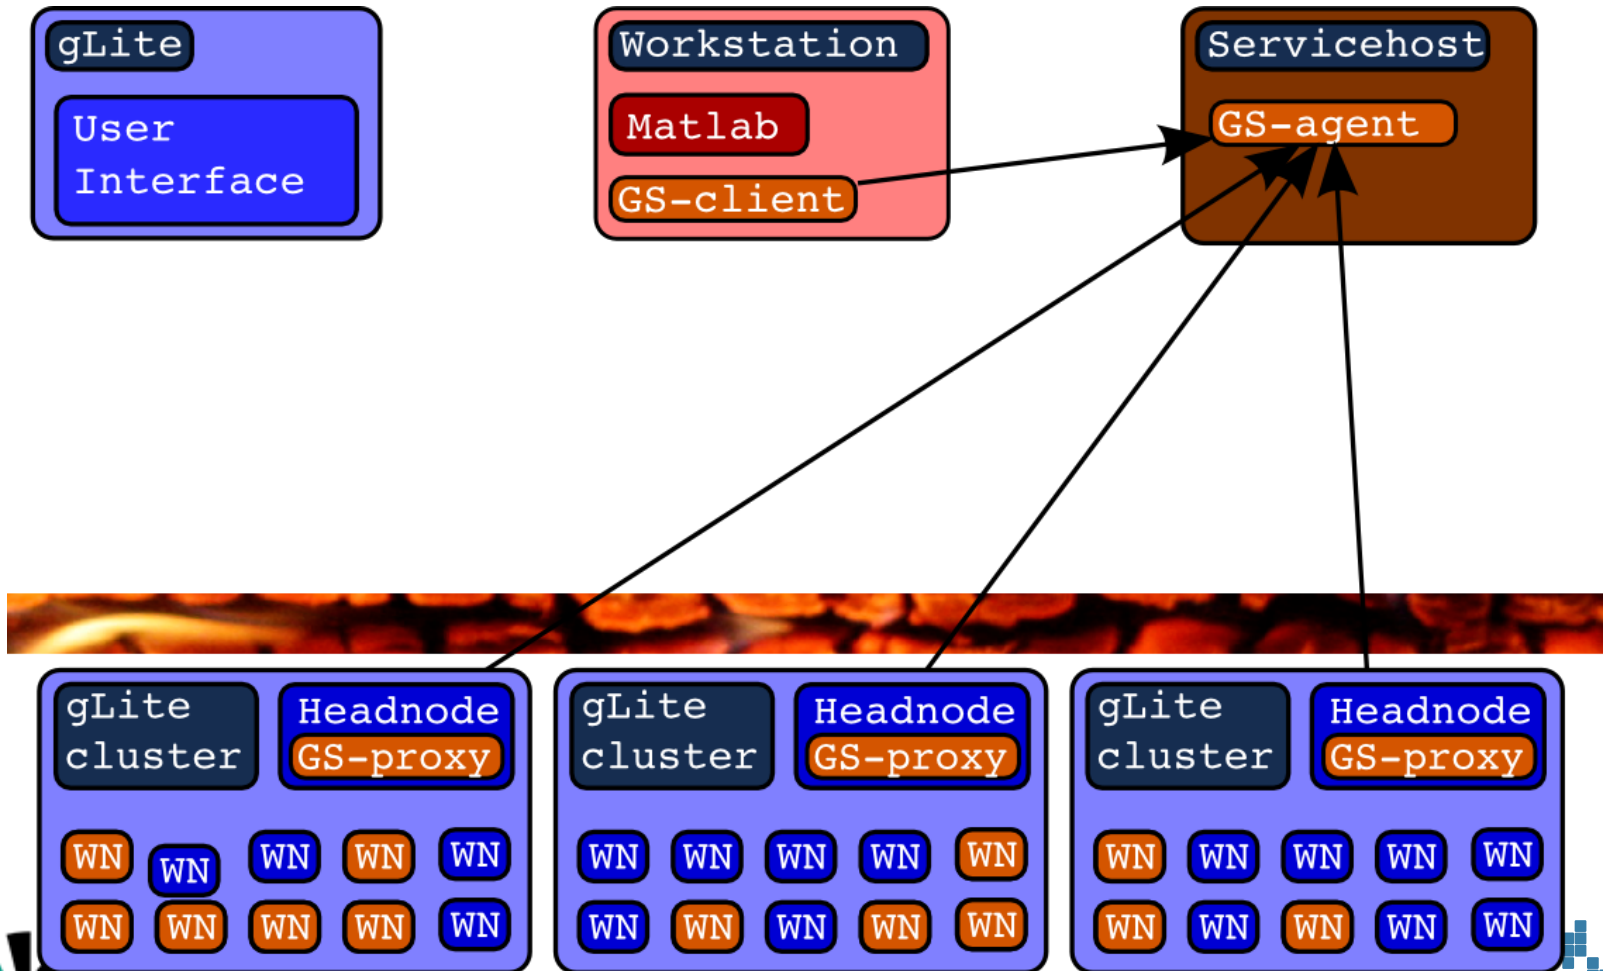 gLite
User
Interface
Workstation
Matlab
GS-client
Servicehost
GS-agent
gLite
cluster
Headnode
GS-proxy
WN WN WN WN WN
WN WN WN WN WN
gLite
cluster
Headnode
GS-proxy
WN WN WN WN WN
WN WN WN WN WN
gLite
cluster
Headnode
GS-proxy
WN WN WN WN WN
WN WN WN WN WN